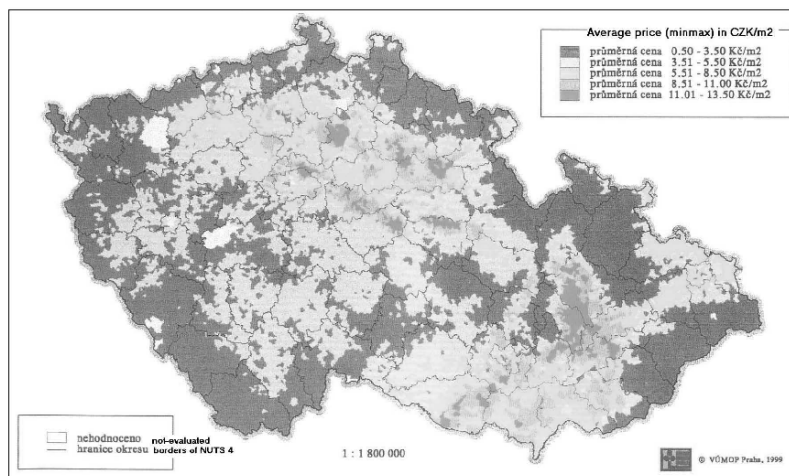 Average price (minmax) in CZK/m2
průměrná cena 0.50 - 3.50 Kč/m2
průměrná cena 3.51 - 5.50 Kč/m2
průměrná cena 5.51 - 8.50 Kč/m2
průměrná cena 8.51 - 11.00 Kč/m2
průměrná cena 11.01 - 13.50 Kč/m2
nehodnoceno not-evaluated
hranice okresu borders of NUTS 4
1 : 1 800 000
© VÚMOP Praha, 1999